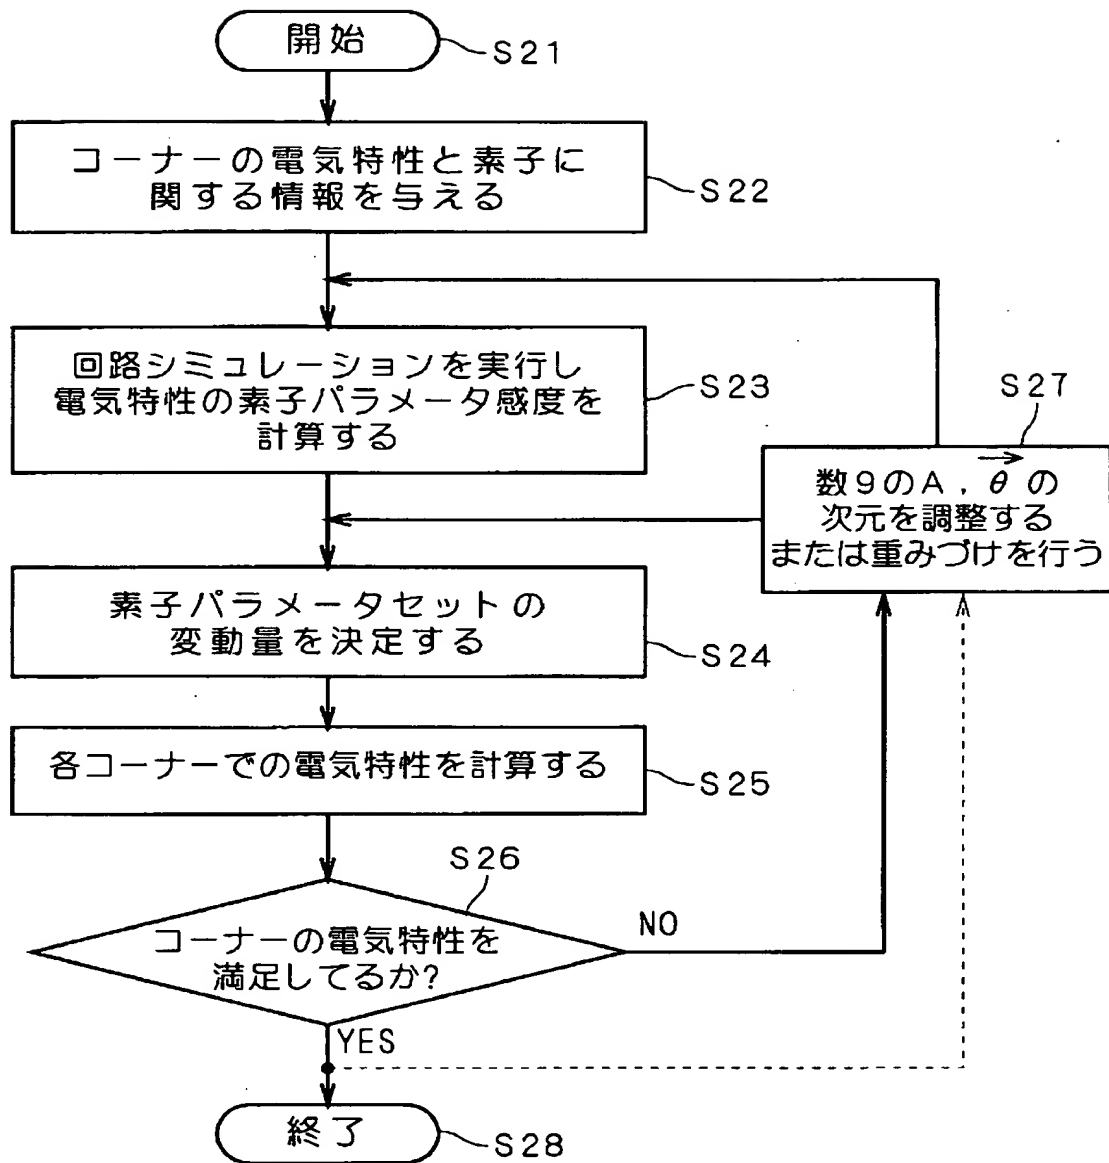 開始
S21
コーナーの電気特性と素子に
関する情報を与える
S22
回路シミュレーションを実行し
電気特性の素子パラメータ感度を
計算する
S23
S27
数9のA,θの
次元を調整する
または重みづけを行う
素子パラメータセットの
変動量を決定する
S24
各コーナーでの電気特性を計算する
S25
S26
コーナーの電気特性を
満足してるか?
NO
YES
終了
S28